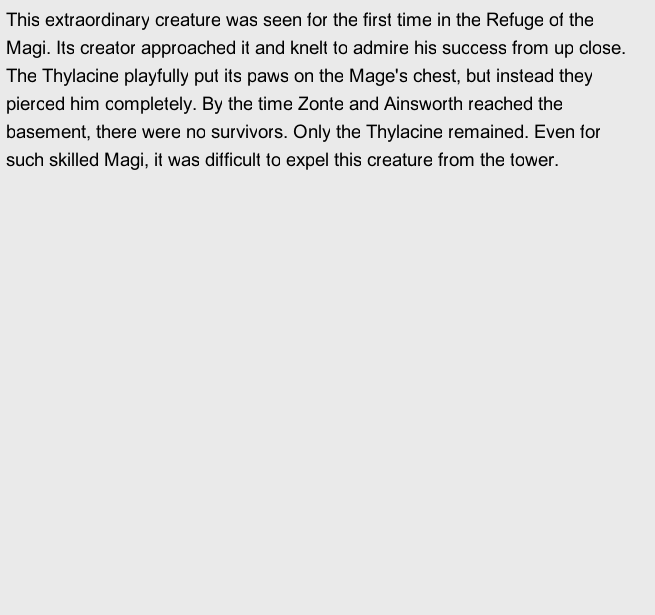 This extraordinary creature was seen for the first time in the Refuge of the
Magi. Its creator approached it and knelt to admire his success from up close.
The Thylacine playfully put its paws on the Mage's chest, but instead they
pierced him completely. By the time Zonte and Ainsworth reached the
basement, there were no survivors. Only the Thylacine remained. Even for
such skilled Magi, it was difficult to expel this creature from the tower.